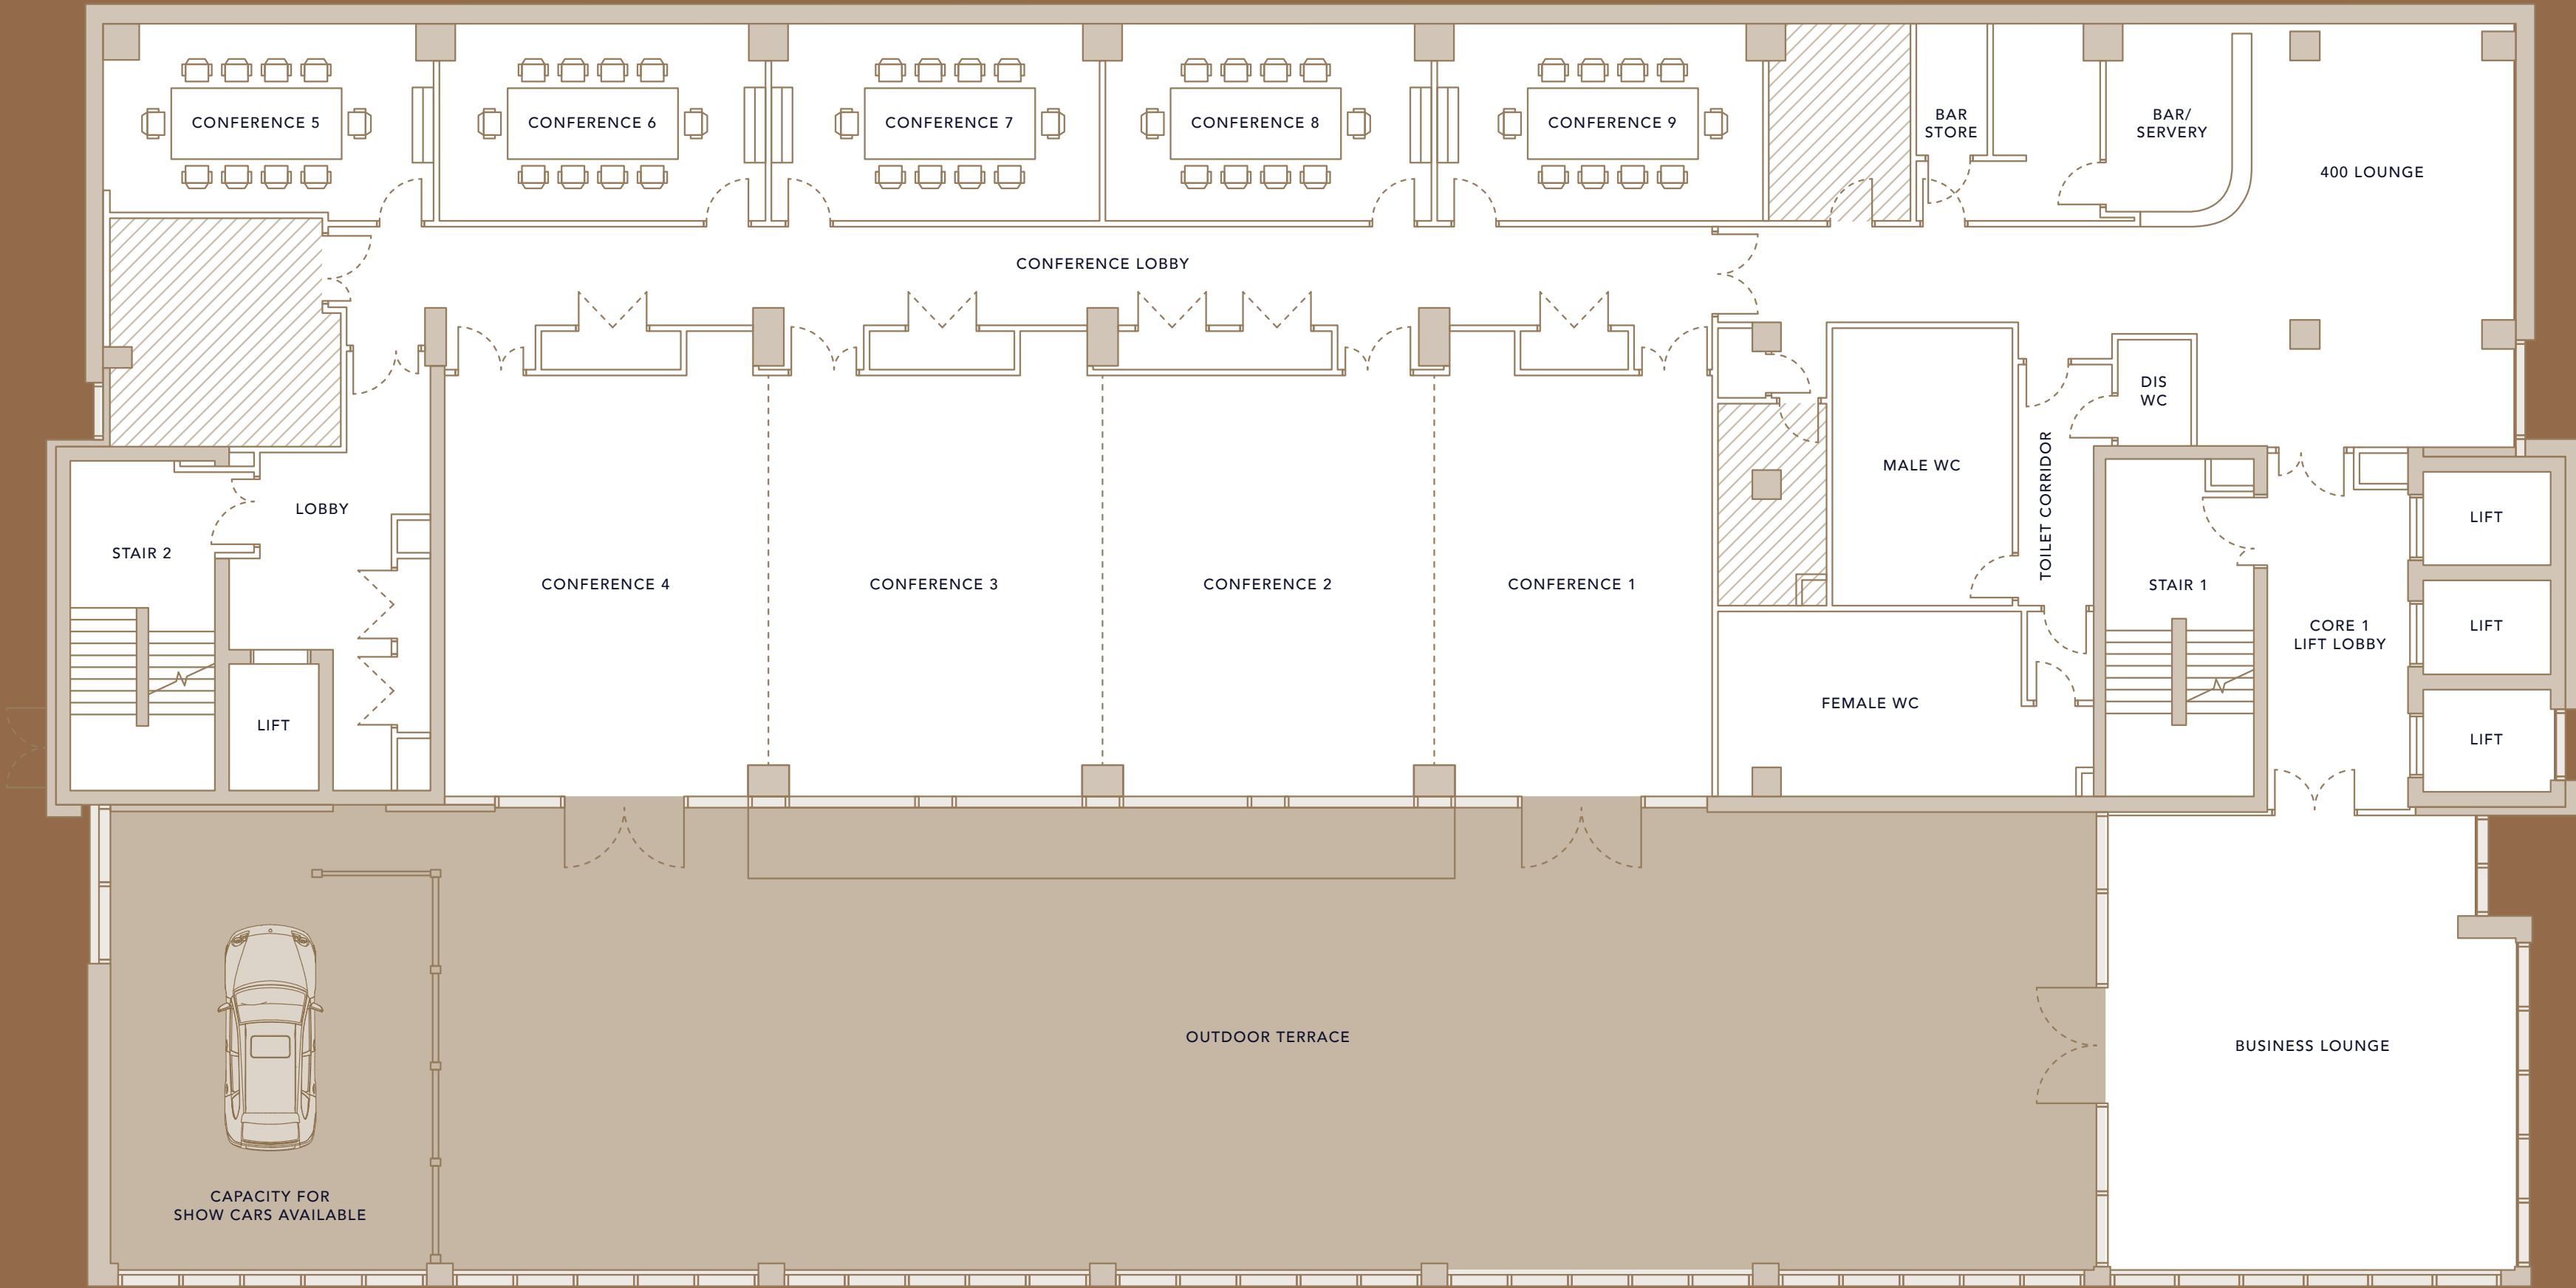 CONFERENCE 5
CONFERENCE 6
CONFERENCE 7
CONFERENCE 8
CONFERENCE 9
BAR
STORE
BAR/
SERVERY
400 LOUNGE
CONFERENCE LOBBY
DIS
WC
MALE WC
TOILET CORRIDOR
LOBBY
STAIR 2
CONFERENCE 4
CONFERENCE 3
CONFERENCE 2
CONFERENCE 1
STAIR 1
LIFT
LIFT
CORE 1
LIFT LOBBY
FEMALE WC
LIFT
LIFT
OUTDOOR TERRACE
BUSINESS LOUNGE
CAPACITY FOR
SHOW CARS AVAILABLE